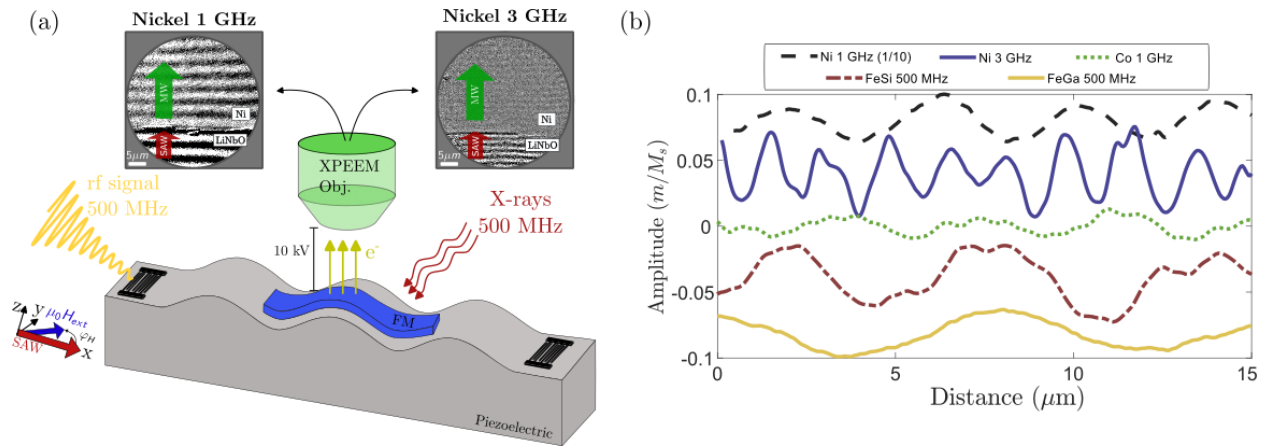 (a)
Nickel 1 GHz
Nickel 3 GHz
MW
Ni
SAW
LiNbO
5μm
MW
Ni
SAW
LiNbO
5μm
XPEEM
Obj.
rf signal
500 MHz
X-rays
500 MHz
10 kV
e⁻
FM
z
y
μ₀Hₑₓₜ
φH
SAW
x
Piezoelectric
(b)
Ni 1 GHz (1/10)
Ni 3 GHz
Co 1 GHz
FeSi 500 MHz
FeGa 500 MHz
Amplitude (m/Mₛ)
0.1
0.05
0
-0.05
-0.1
0
5
10
15
Distance (μm)